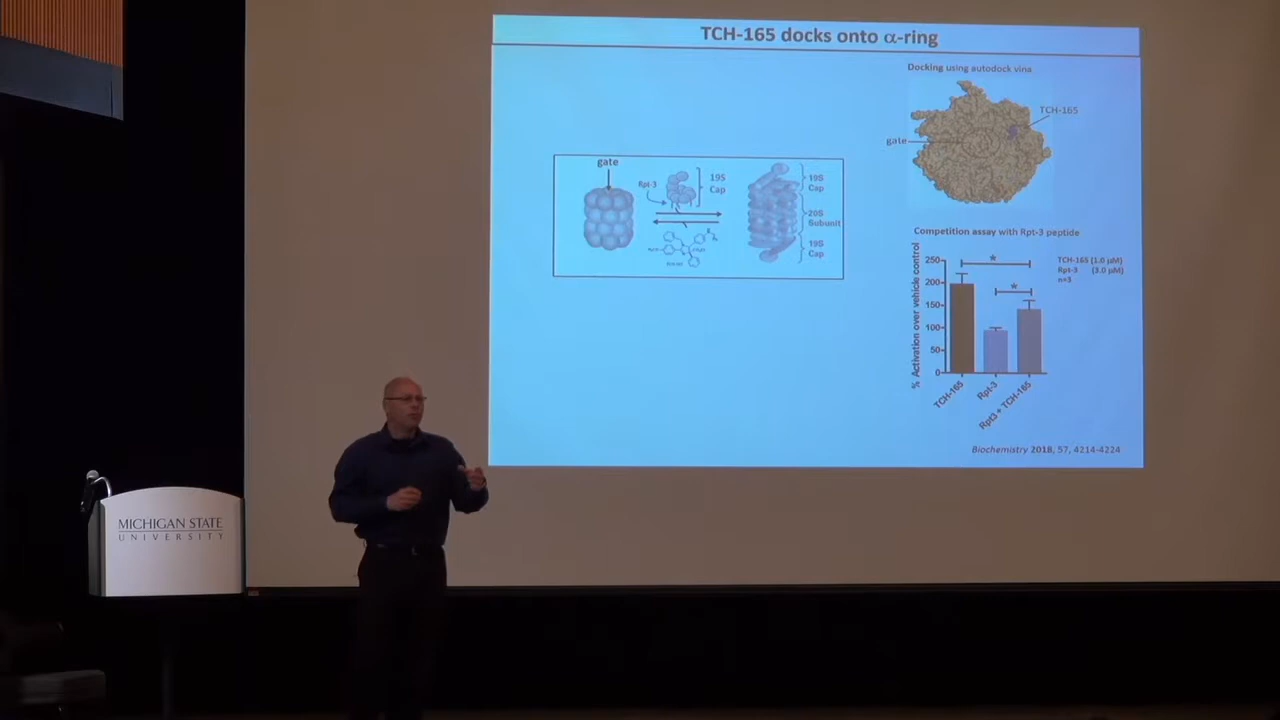 TCH-165 docks onto α-ring
Docking using autodock vina
TCH-165
gate
gate
Rpt-3
19S
Cap
19S
Cap
20S
Subunit
19S
Cap
Competition assay with Rpt-3 peptide
% Activation over vehicle control
250
200
150
100
50
0
*
*
TCH-165 (1.0 μM)
Rpt-3 (3.0 μM)
n=3
TCH-165
Rpt-3
Rpt3 + TCH-165
Biochemistry 2018, 57, 4214-4224
MICHIGAN STATE
UNIVERSITY